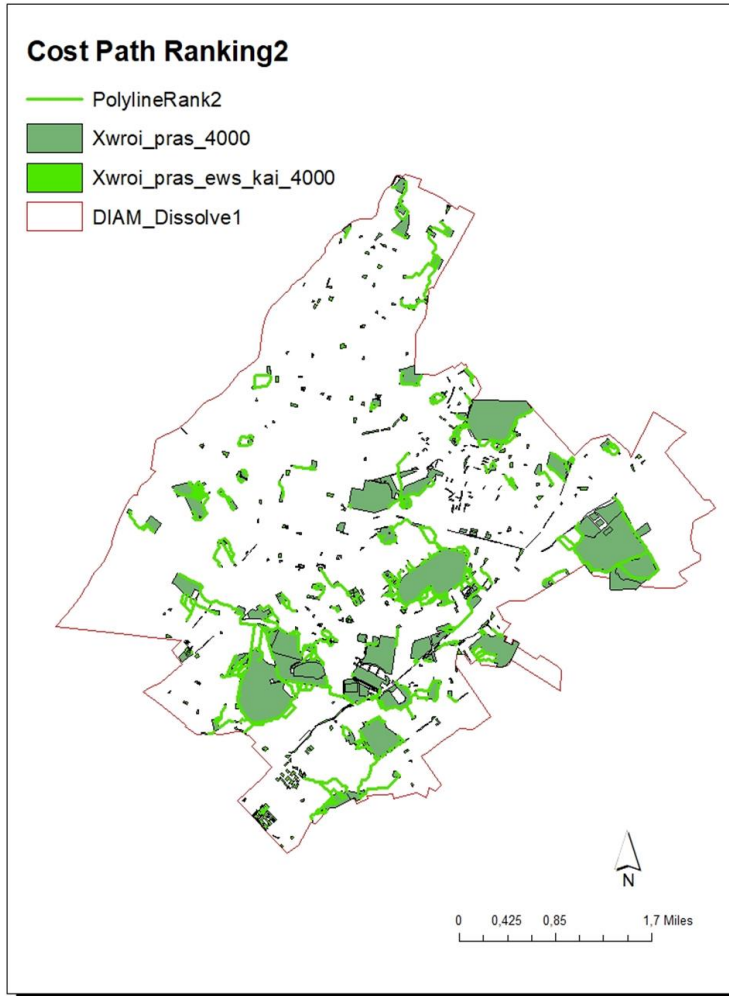 Cost Path Ranking2
PolylineRank2
Xwroi_pras_4000
Xwroi_pras_ews_kai_4000
DIAM_Dissolve1
N
0 0,425 0,85 1,7 Miles